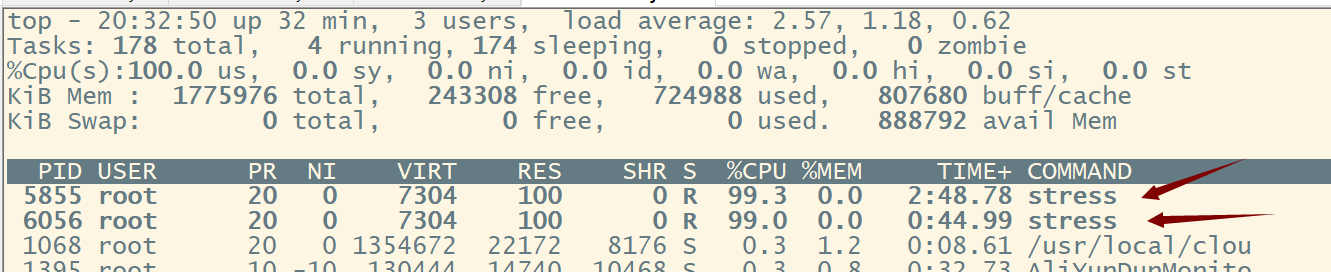 top - 20:32:50 up 32 min,  3 users,  load average: 2.57, 1.18, 0.62
Tasks: 178 total,   4 running, 174 sleeping,   0 stopped,   0 zombie
%Cpu(s):100.0 us,  0.0 sy,  0.0 ni,  0.0 id,  0.0 wa,  0.0 hi,  0.0 si,  0.0 st
KiB Mem :  1775976 total,   243308 free,   724988 used,   807680 buff/cache
KiB Swap:        0 total,        0 free,        0 used.   888792 avail Mem
PID USER      PR  NI    VIRT    RES    SHR S  %CPU %MEM     TIME+ COMMAND
5855 root      20   0    7304    100      0 R  99.3  0.0   2:48.78 stress
6056 root      20   0    7304    100      0 R  99.0  0.0   0:44.99 stress
1068 root      20   0 1354672  22172   8176 S   0.3  1.2   0:08.61 /usr/local/clou
1395 root      10 -10  130444  14740  10468 S   0.3  0.8   0:32.73 AliYunDunMonito